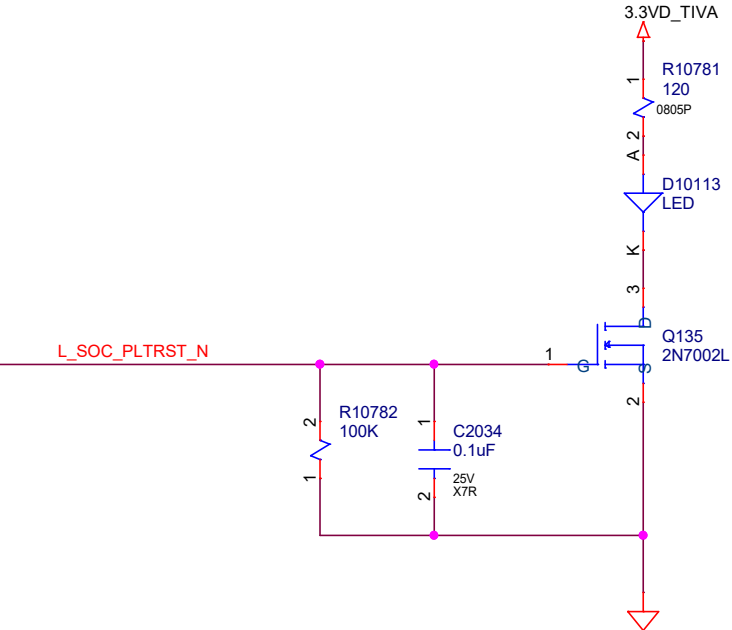 3.3VD_TIVA
1
R10781
120
0805P
2
A
D10113
LED
K
3
D
Q135
2N7002L
L_SOC_PLTRST_N
1
G
S
2
2
R10782
100K
1
1
C2034
0.1uF
25V
X7R
2